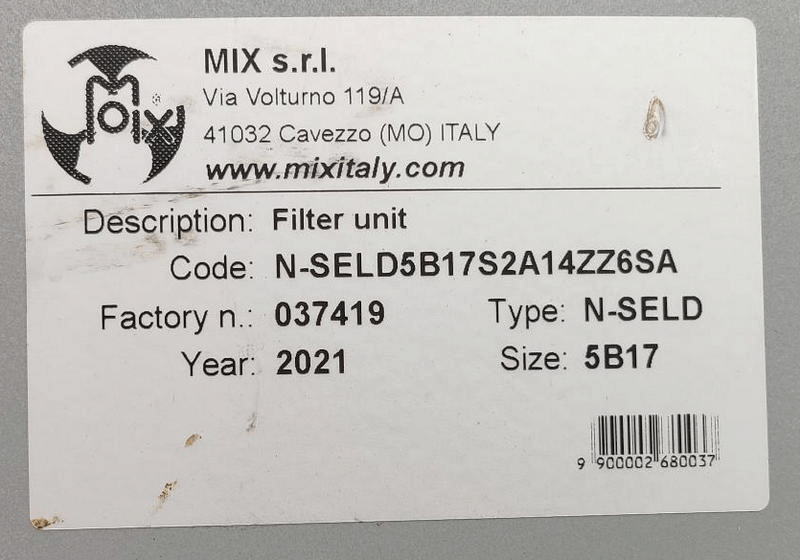 Moix
MIX s.r.l.
Via Volturno 119/A
41032 Cavezzo (MO) ITALY
www.mixitaly.com
Description: Filter unit
Code: N-SELD5B17S2A14ZZ6SA
Factory n.: 037419 Type: N-SELD
Year: 2021 Size: 5B17
9 900002 680037